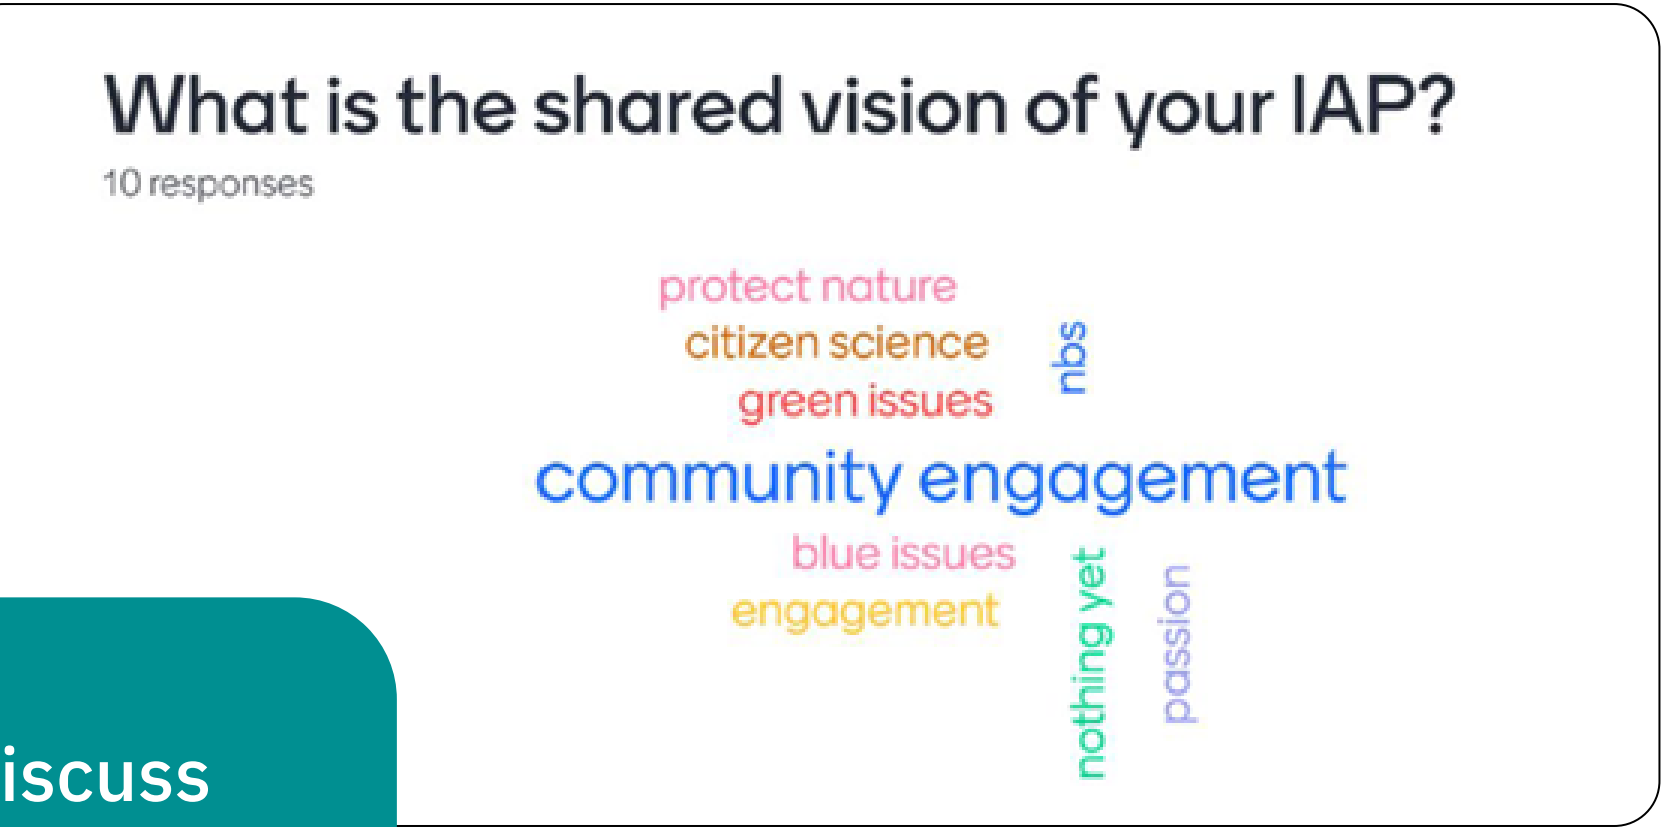 What is the shared vision of your IAP?
10 responses
protect nature
citizen science
nbs
green issues
community engagement
blue issues
engagement
nothing yet
passion
iscuss